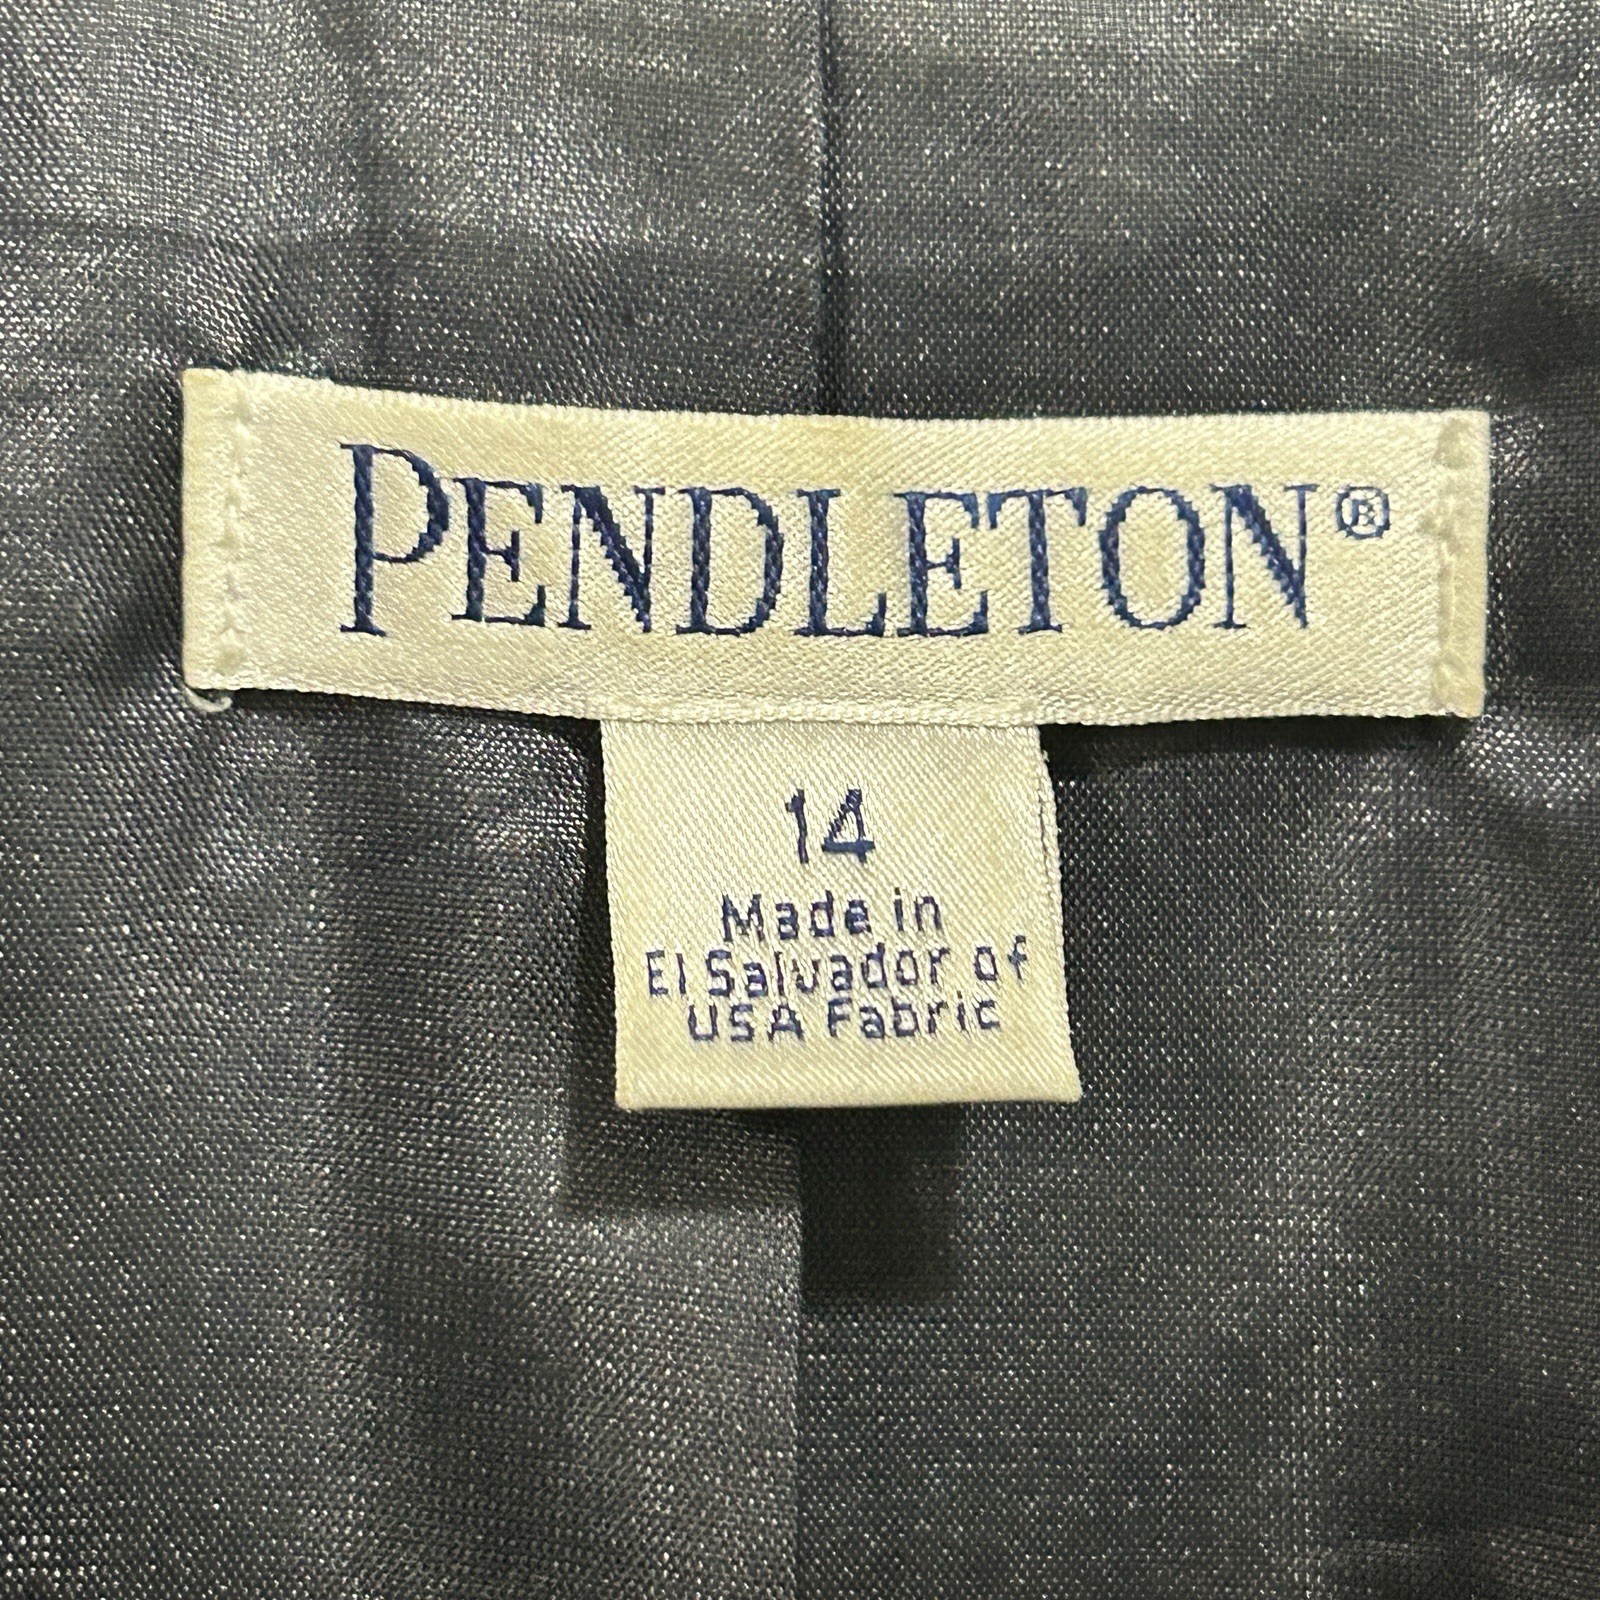 PENDLETON®
14
Made in
El Salvador of
USA Fabric